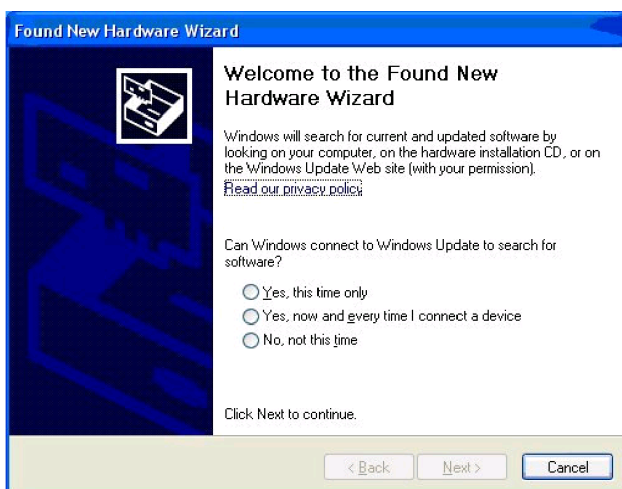 Found New Hardware Wizard
Welcome to the Found New
Hardware Wizard
Windows will search for current and updated software by
looking on your computer, on the hardware installation CD, or on
the Windows Update Web site (with your permission).
Read our privacy policy
Can Windows connect to Windows Update to search for
software?
Yes, this time only
Yes, now and every time I connect a device
No, not this time
Click Next to continue.
< Back
Next >
Cancel